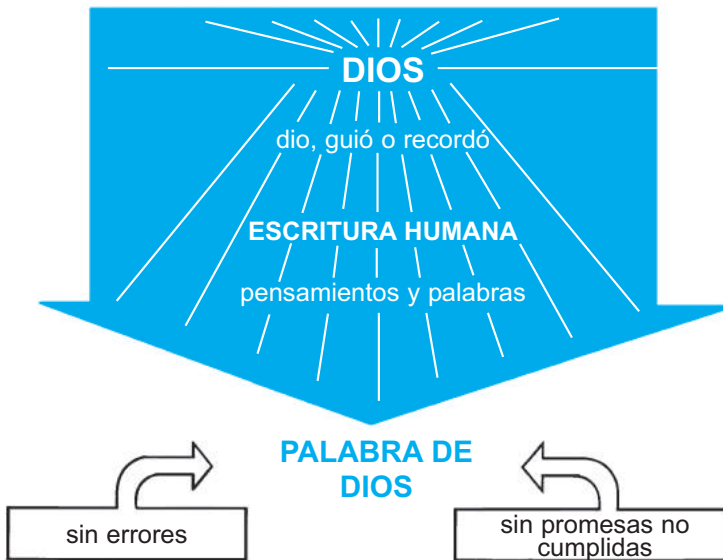 DIOS
dio, guió o recordó
ESCRITURA HUMANA
pensamientos y palabras
PALABRA DE
DIOS
sin errores
sin promesas no
cumplidas